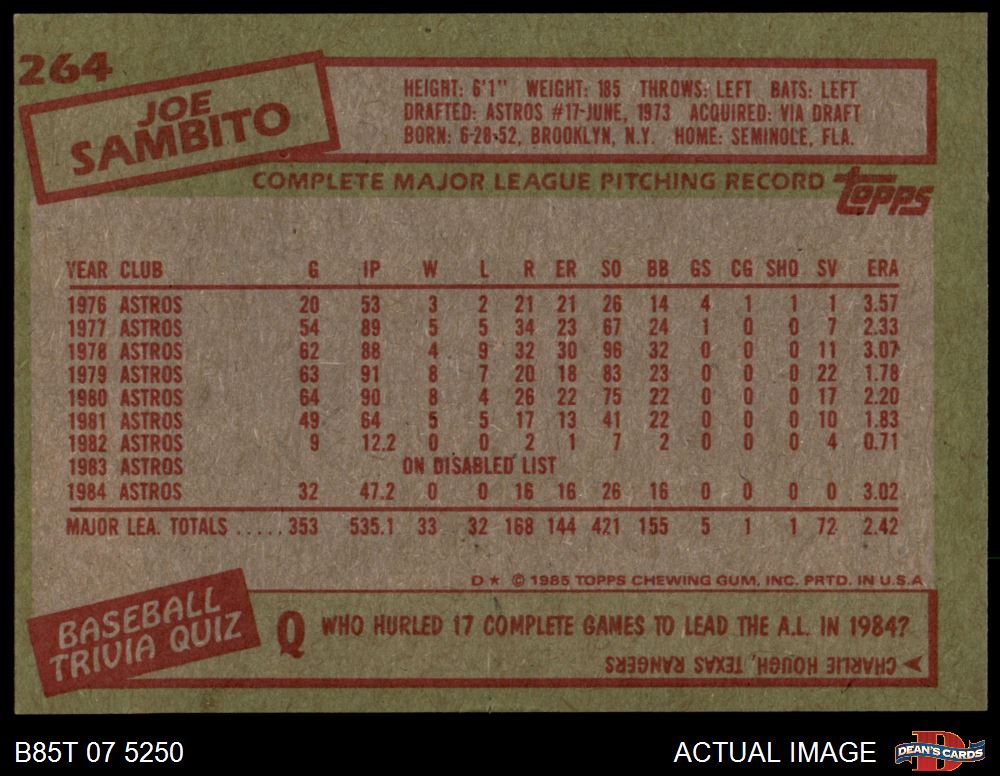 264
JOE
SAMBITO
HEIGHT: 6'1" WEIGHT: 185 THROWS: LEFT BATS: LEFT
DRAFTED: ASTROS #17-JUNE, 1973 ACQUIRED: VIA DRAFT
BORN: 6-28-52, BROOKLYN, N.Y. HOME: SEMINOLE, FLA.
COMPLETE MAJOR LEAGUE PITCHING RECORD topps
YEAR CLUB G IP W L R ER SO BB GS CG SHO SV ERA
1976 ASTROS 20 53 3 2 21 21 26 14 4 1 1 1 3.57
1977 ASTROS 54 89 5 5 34 23 67 24 1 0 0 7 2.33
1978 ASTROS 62 88 4 9 32 30 96 32 0 0 0 11 3.07
1979 ASTROS 63 91 8 7 20 18 83 23 0 0 0 22 1.78
1980 ASTROS 64 90 8 4 26 22 75 22 0 0 0 17 2.20
1981 ASTROS 49 64 5 5 17 13 41 22 0 0 0 10 1.83
1982 ASTROS 9 12.2 0 0 2 1 7 2 0 0 0 4 0.71
1983 ASTROS ON DISABLED LIST
1984 ASTROS 32 47.2 0 0 16 16 26 16 0 0 0 0 3.02
MAJOR LEA. TOTALS ..... 353 535.1 33 32 168 144 421 155 5 1 1 72 2.42
D★ © 1985 TOPPS CHEWING GUM, INC. PRTD. IN U.S.A
BASEBALL
TRIVIA QUIZ
Q WHO HURLED 17 COMPLETE GAMES TO LEAD THE A.L. IN 1984?
CHARLIE HOUGH, TEXAS RANGERS
B85T 07 5250
ACTUAL IMAGE
DEAN'S CARDS